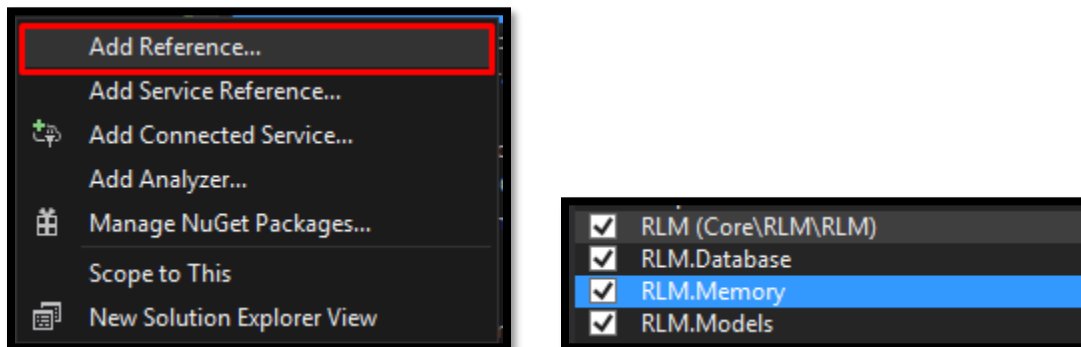 Add Reference...
Add Service Reference...
Add Connected Service...
Add Analyzer...
Manage NuGet Packages...
Scope to This
New Solution Explorer View
RLM (Core\RLM\RLM)
RLM.Database
RLM.Memory
RLM.Models